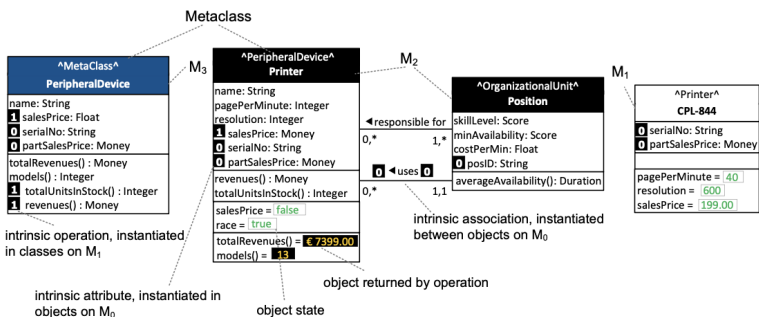 Metaclass
^MetaClass^
PeripheralDevice
name: String
1 salesPrice: Float
0 serialNo: String
0 partSalesPrice: Money
totalRevenues() : Money
models() : Integer
1 totalUnitsInStock() : Integer
1 revenues() : Money
M3
^PeripheralDevice^
Printer
name: String
pagePerMinute: Integer
resolution: Integer
1 salesPrice: Money
0 serialNo: String
0 partSalesPrice: Money
revenues() : Money
totalUnitsInStock() : Integer
salesPrice = false
race = true
totalRevenues() = € 7399.00
models() = 13
M2
◄ responsible for
0,* 1,*
0 ◄ uses 0
0,* 1,1
^OrganizationalUnit^
Position
skillLevel: Score
minAvailability: Score
costPerMin: Float
0 posID: String
averageAvailability(): Duration
M1
^Printer^
CPL-844
0 serialNo: String
0 partSalesPrice: Money
pagePerMinute = 40
resolution = 600
salesPrice = 199.00
intrinsic operation, instantiated
in classes on M1
intrinsic attribute, instantiated in
objects on M0
object state
object returned by operation
intrinsic association, instantiated
between objects on M0